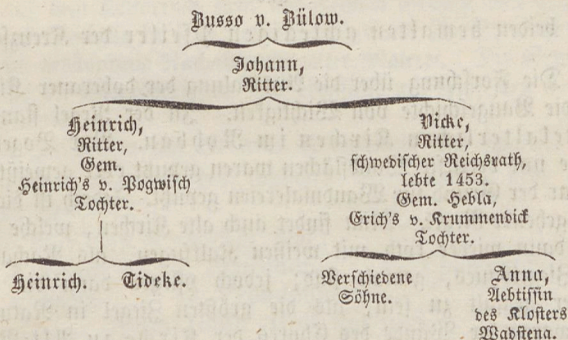 Busso v. Bülow.
Johann,
Ritter.
Heinrich,
Ritter,
Gem.
Heinrich's v. Pogwisch
Tochter.
Vicke,
Ritter,
schwedischer Reichsrath,
lebte 1453.
Gem. Hebla,
Erich's v. Krummendick
Tochter.
Heinrich. Tideke.
Verschiedene
Söhne.
Anna,
Aebtissin
des Klosters
Wadstena.